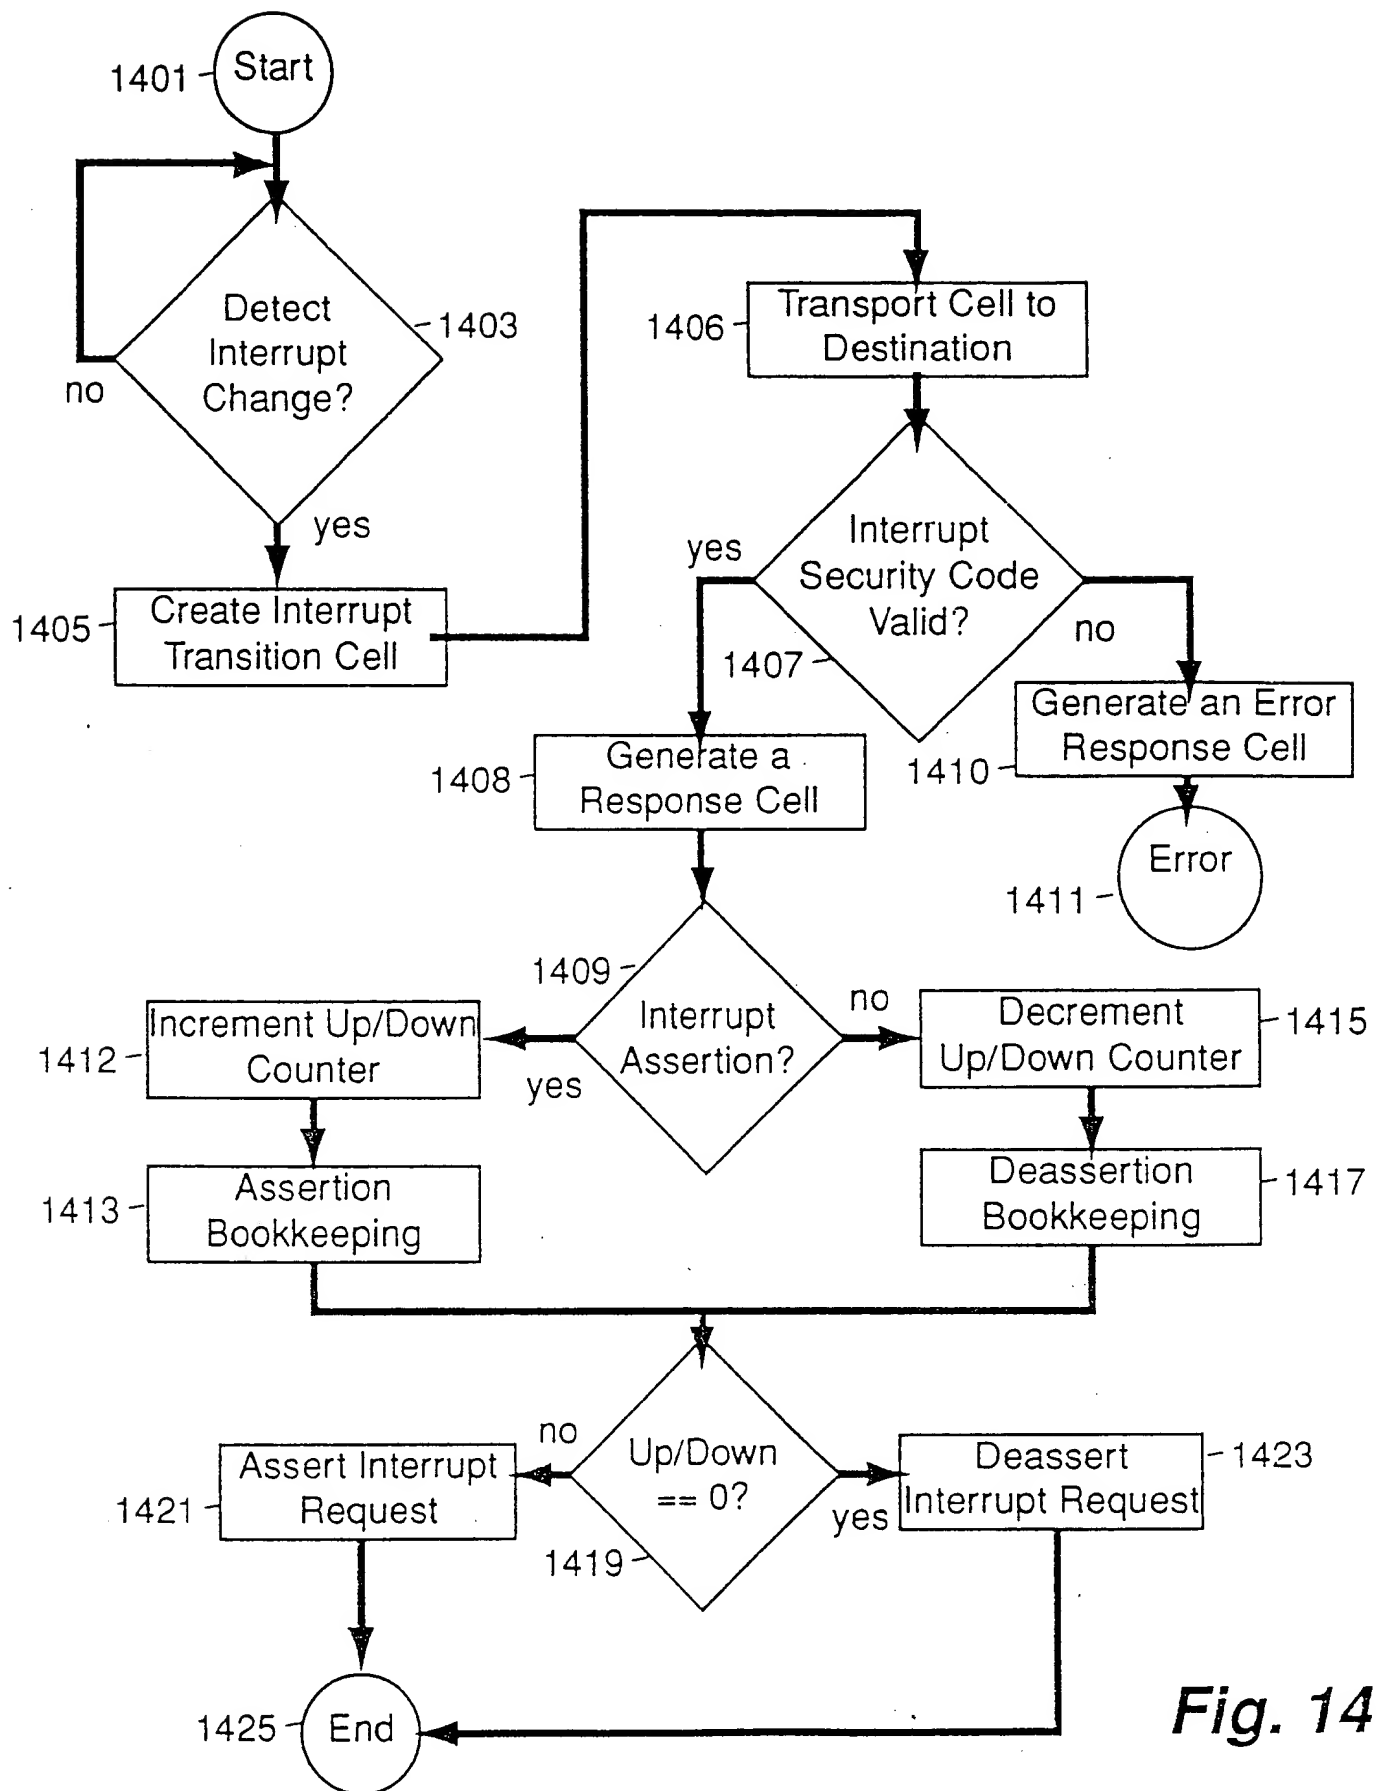 Start
1401
Detect
Interrupt
Change?
1403
no
yes
Create Interrupt
Transition Cell
1405
Transport Cell to
Destination
1406
Interrupt
Security Code
Valid?
1407
yes
no
Generate a
Response Cell
1408
Generate an Error
Response Cell
1410
Error
1411
Interrupt
Assertion?
1409
yes
no
Increment Up/Down
Counter
1412
Decrement
Up/Down Counter
1415
Assertion
Bookkeeping
1413
Deassertion
Bookkeeping
1417
Up/Down
== 0?
1419
no
yes
Assert Interrupt
Request
1421
Deassert
Interrupt Request
1423
End
1425
Fig. 14